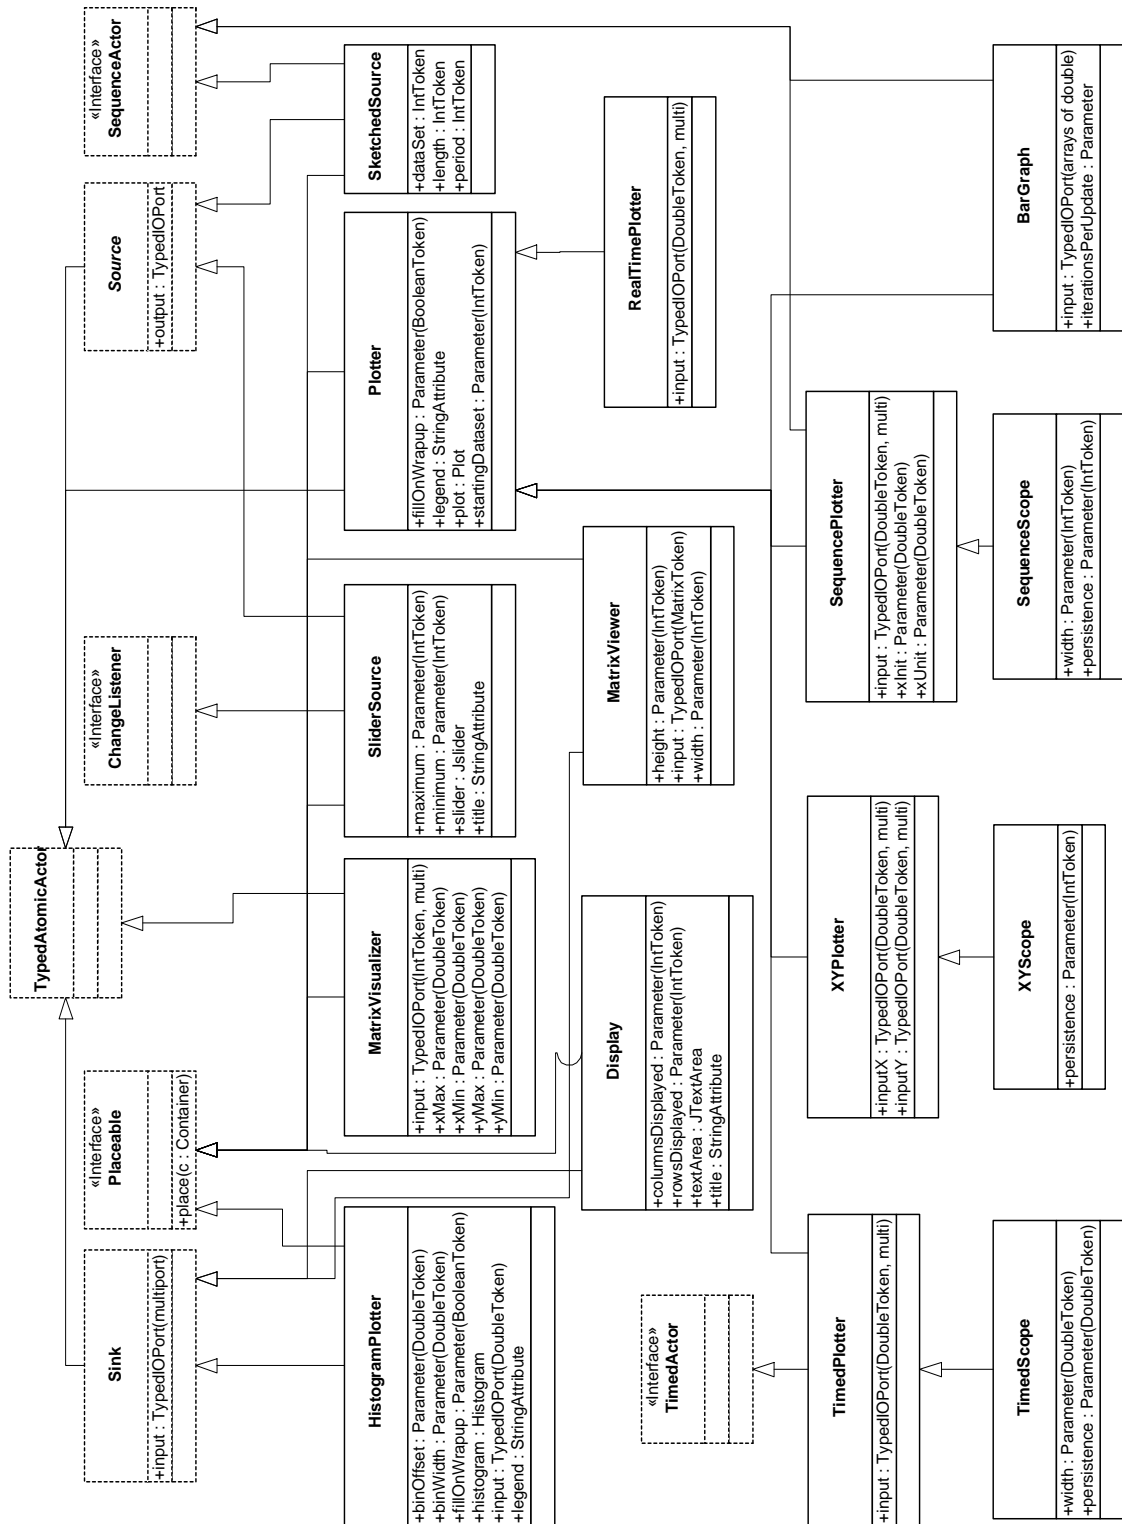 TypedAtomicActor
Sink
+input : TypedIOPort(multiport)
«Interface»
Placeable
+place(c : Container)
«Interface»
ChangeListener
Source
+output : TypedIOPort
«Interface»
SequenceActor
HistogramPlotter
+binOffset : Parameter(DoubleToken)
+binWidth : Parameter(DoubleToken)
+fillOnWrapup : Parameter(BooleanToken)
+histogram : Histogram
+input : TypedIOPort(DoubleToken)
+legend : StringAttribute
MatrixVisualizer
+input : TypedIOPort(IntToken, multi)
+xMax : Parameter(DoubleToken)
+xMin : Parameter(DoubleToken)
+yMax : Parameter(DoubleToken)
+yMin : Parameter(DoubleToken)
SliderSource
+maximum : Parameter(IntToken)
+minimum : Parameter(IntToken)
+slider : Jslider
+title : StringAttribute
Plotter
+fillOnWrapup : Parameter(BooleanToken)
+legend : StringAttribute
+plot : Plot
+startingDataset : Parameter(IntToken)
SketchedSource
+dataSet : IntToken
+length : IntToken
+period : IntToken
Display
+columnsDisplayed : Parameter(IntToken)
+rowsDisplayed : Parameter(IntToken)
+textArea : JTextArea
+title : StringAttribute
MatrixViewer
+height : Parameter(IntToken)
+input : TypedIOPort(MatrixToken)
+width : Parameter(IntToken)
RealTimePlotter
+input : TypedIOPort(DoubleToken, multi)
«Interface»
TimedActor
TimedPlotter
+input : TypedIOPort(DoubleToken, multi)
XYPlotter
+inputX : TypedIOPort(DoubleToken, multi)
+inputY : TypedIOPort(DoubleToken, multi)
SequencePlotter
+input : TypedIOPort(DoubleToken, multi)
+xInit : Parameter(DoubleToken)
+xUnit : Parameter(DoubleToken)
TimedScope
+width : Parameter(DoubleToken)
+persistence : Parameter(DoubleToken)
XYScope
+persistence : Parameter(IntToken)
SequenceScope
+width : Parameter(IntToken)
+persistence : Parameter(IntToken)
BarGraph
+input : TypedIOPort(arrays of double)
+iterationsPerUpdate : Parameter